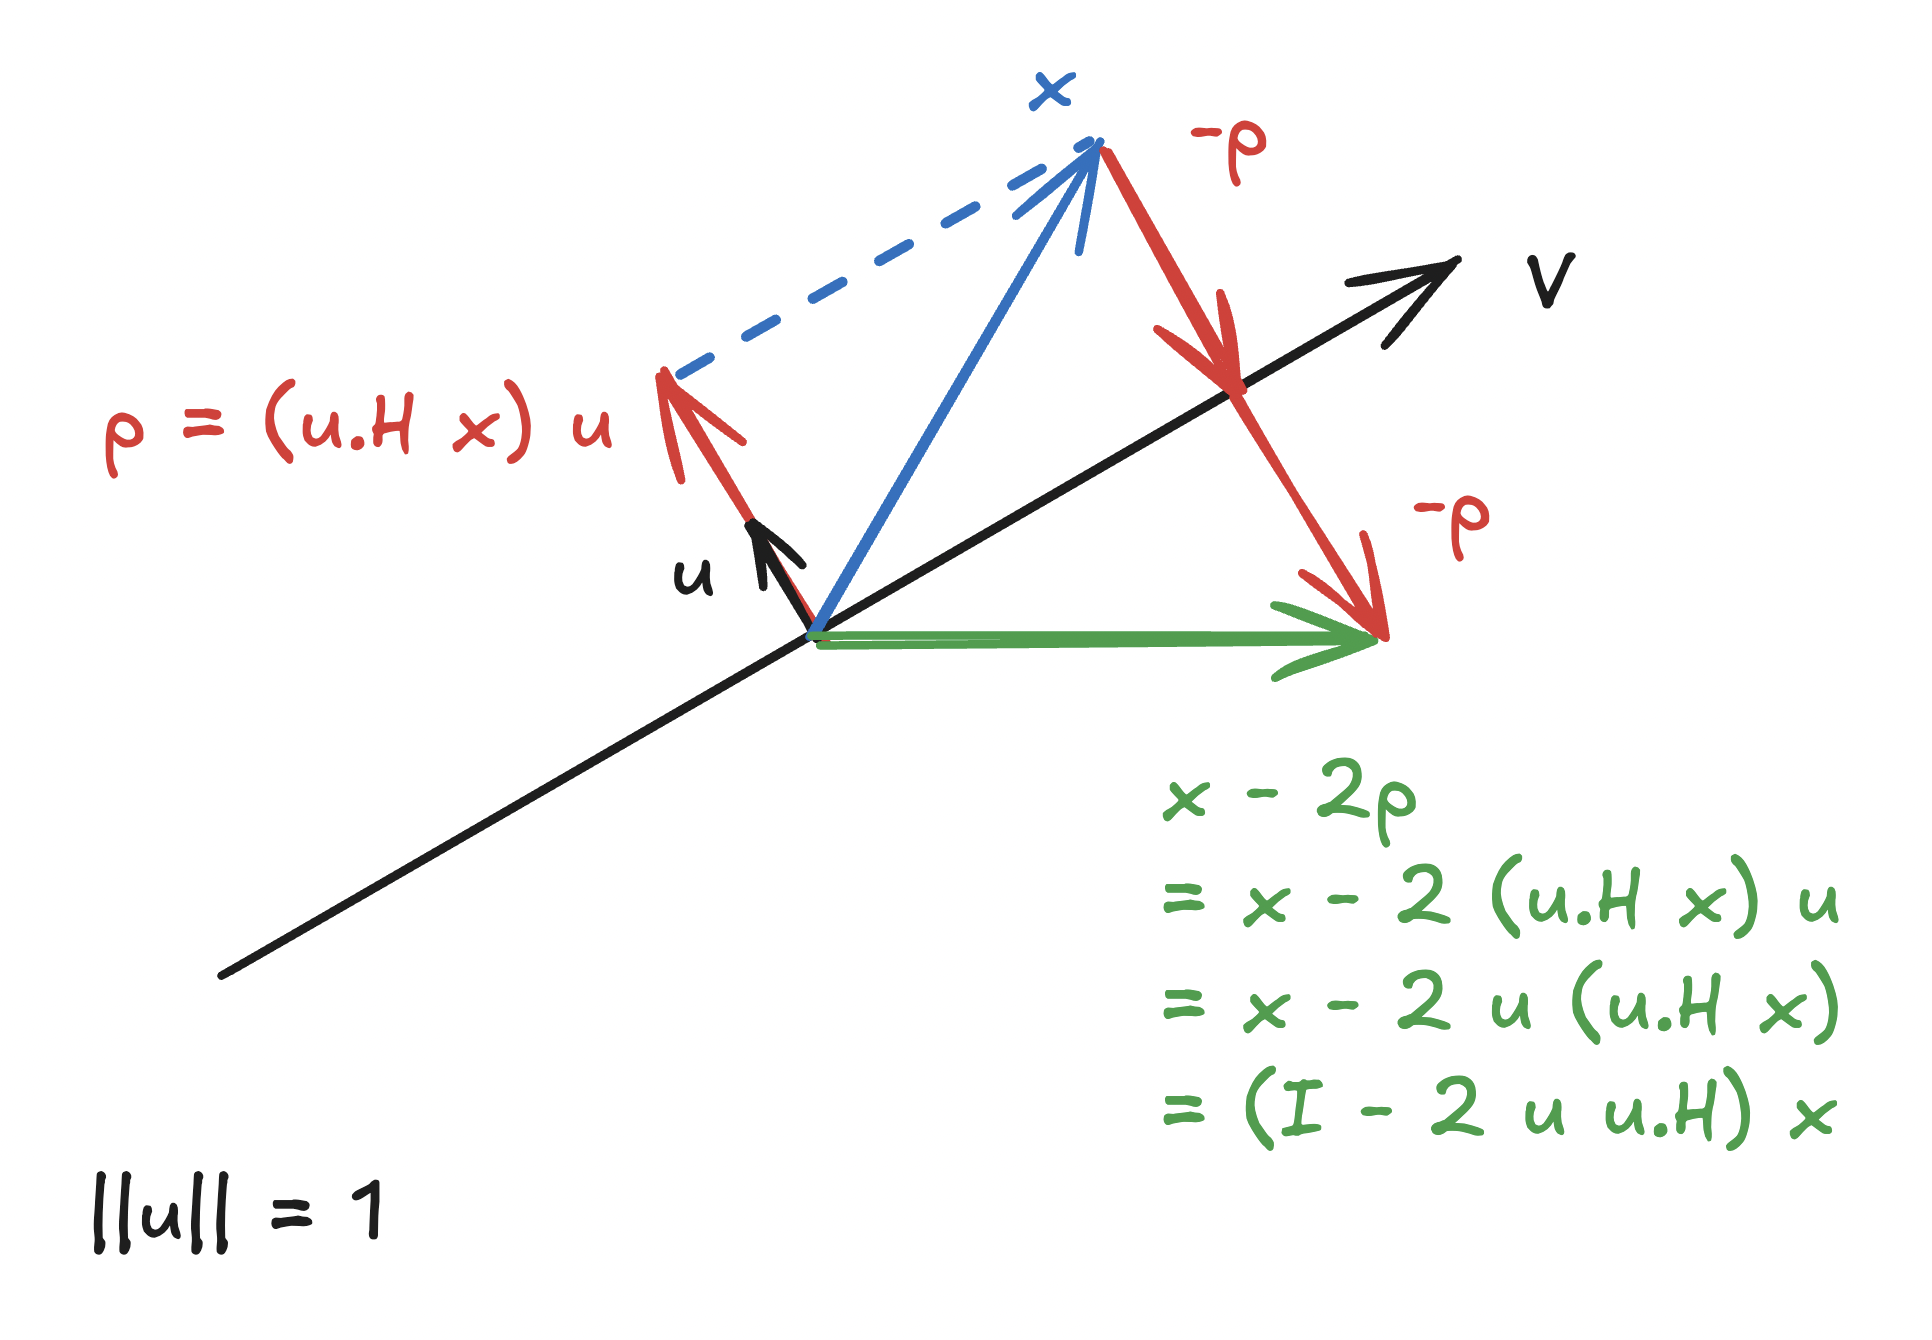 x
-p
v
p = (u.H x) u
u
-p
x - 2p
= x - 2 (u.H x) u
= x - 2 u (u.H x)
= (I - 2 u u.H) x
||u|| = 1